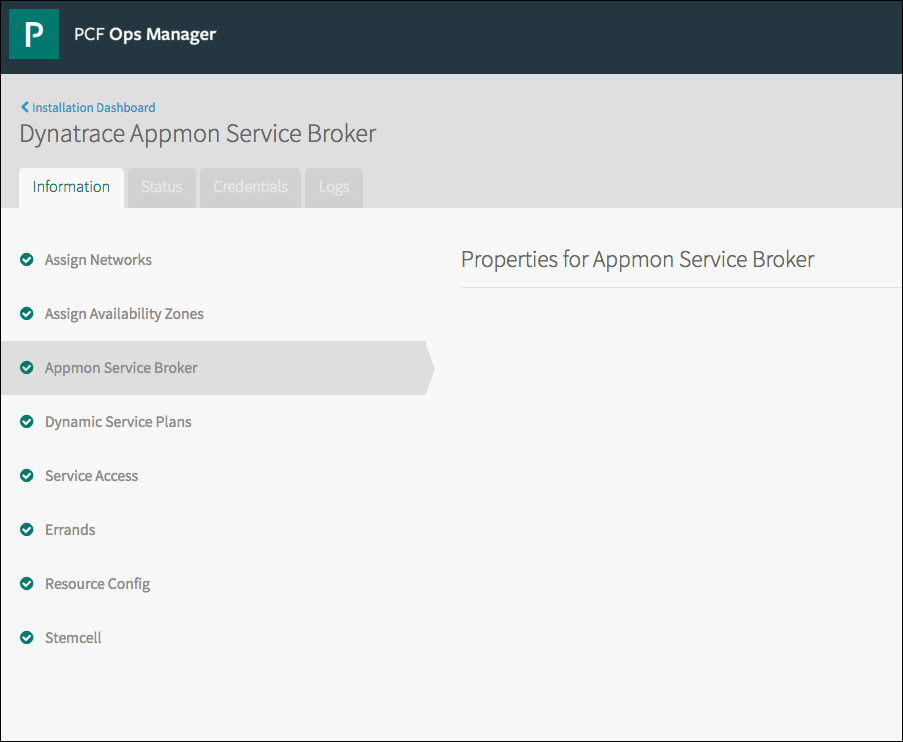 P
PCF Ops Manager
Installation Dashboard
Dynatrace Appmon Service Broker
Information
Status
Credentials
Logs
Assign Networks
Assign Availability Zones
Appmon Service Broker
Dynamic Service Plans
Service Access
Errands
Resource Config
Stemcell
Properties for Appmon Service Broker